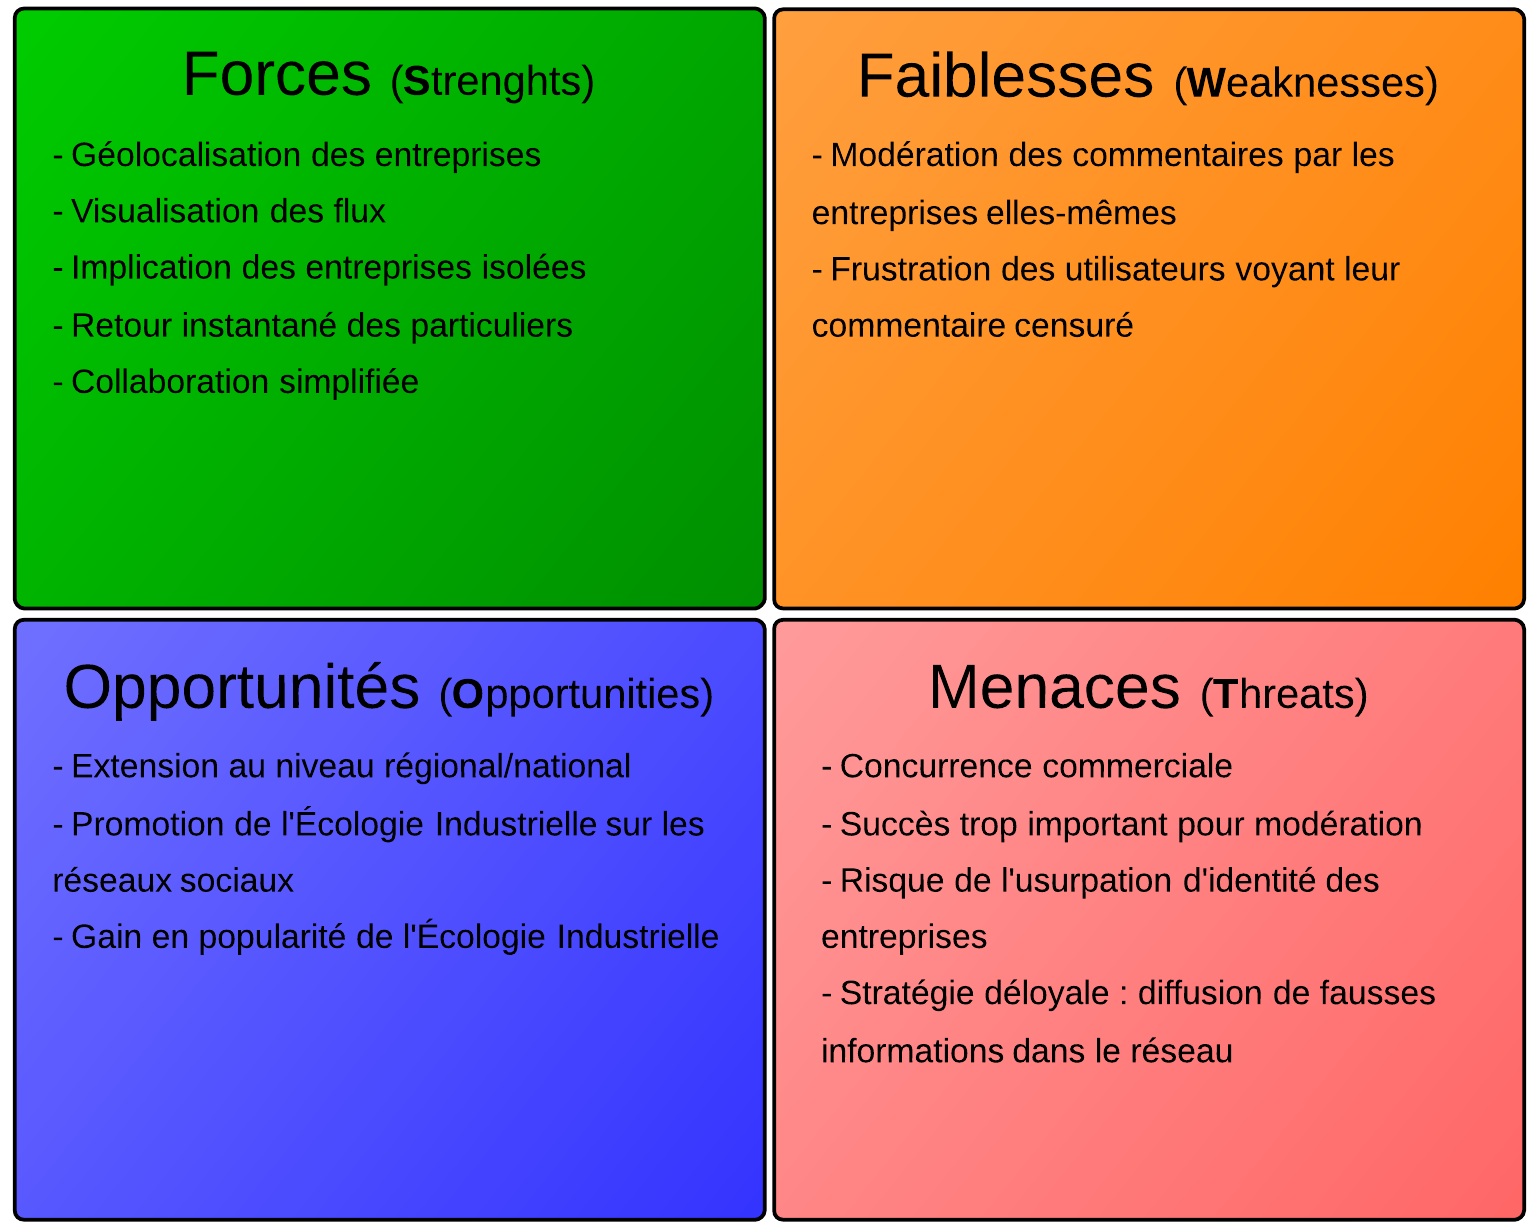 Forces (Strenghts)
- Géolocalisation des entreprises
- Visualisation des flux
- Implication des entreprises isolées
- Retour instantané des particuliers
- Collaboration simplifiée
Faiblesses (Weaknesses)
- Modération des commentaires par les
entreprises elles-mêmes
- Frustration des utilisateurs voyant leur
commentaire censuré
Opportunités (Opportunities)
- Extension au niveau régional/national
- Promotion de l'Écologie Industrielle sur les
réseaux sociaux
- Gain en popularité de l'Écologie Industrielle
Menaces (Threats)
- Concurrence commerciale
- Succès trop important pour modération
- Risque de l'usurpation d'identité des
entreprises
- Stratégie déloyale : diffusion de fausses
informations dans le réseau